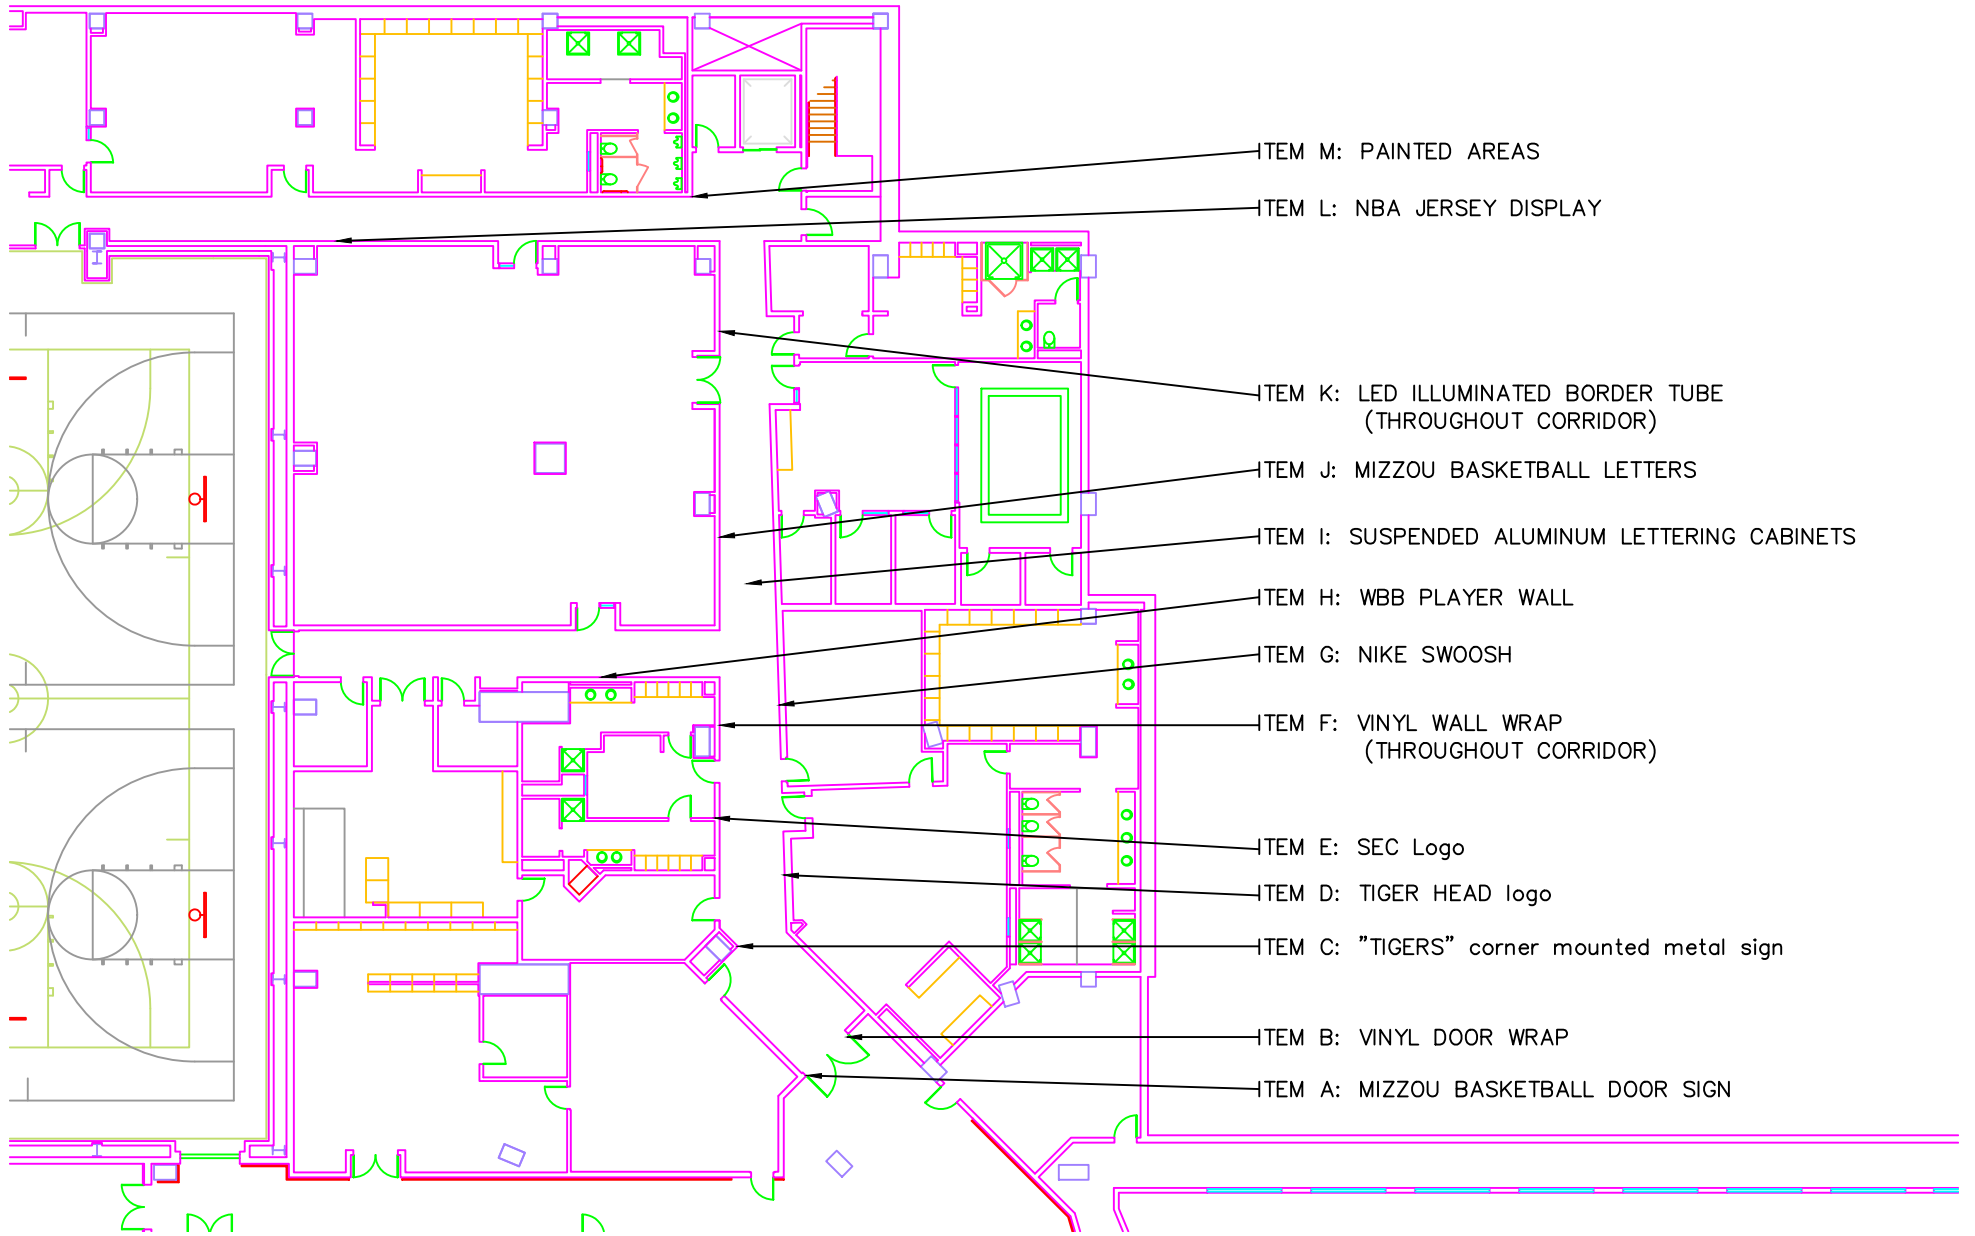 ITEM M: PAINTED AREAS
ITEM L: NBA JERSEY DISPLAY
ITEM K: LED ILLUMINATED BORDER TUBE
(THROUGHOUT CORRIDOR)
ITEM J: MIZZOU BASKETBALL LETTERS
ITEM I: SUSPENDED ALUMINUM LETTERING CABINETS
ITEM H: WBB PLAYER WALL
ITEM G: NIKE SWOOSH
ITEM F: VINYL WALL WRAP
(THROUGHOUT CORRIDOR)
ITEM E: SEC Logo
ITEM D: TIGER HEAD logo
ITEM C: "TIGERS" corner mounted metal sign
ITEM B: VINYL DOOR WRAP
ITEM A: MIZZOU BASKETBALL DOOR SIGN